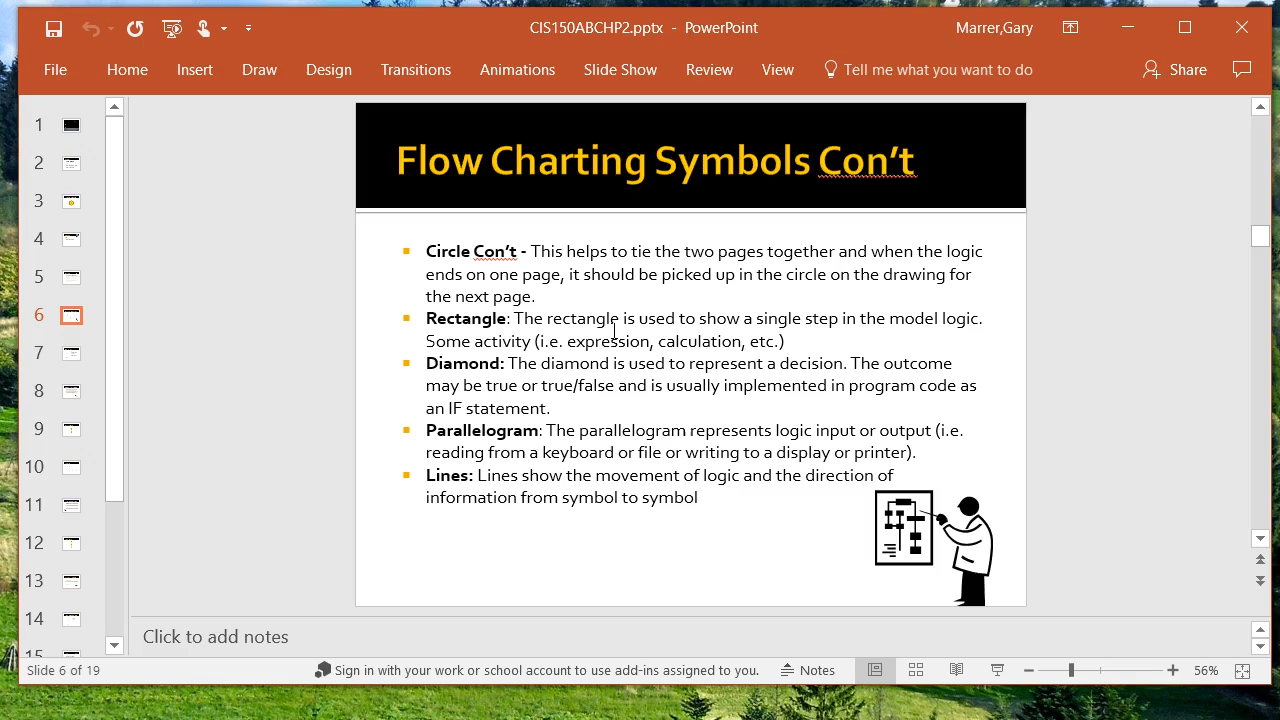 CIS150ABCHP2.pptx - PowerPoint
Marrer,Gary
File
Home
Insert
Draw
Design
Transitions
Animations
Slide Show
Review
View
Tell me what you want to do
Share
1
2
3
4
5
6
7
8
9
10
11
12
13
14
15
Flow Charting Symbols Con’t
Circle Con’t - This helps to tie the two pages together and when the logic
ends on one page, it should be picked up in the circle on the drawing for
the next page.
Rectangle: The rectangle is used to show a single step in the model logic.
Some activity (i.e. expression, calculation, etc.)
Diamond: The diamond is used to represent a decision. The outcome
may be true or true/false and is usually implemented in program code as
an IF statement.
Parallelogram: The parallelogram represents logic input or output (i.e.
reading from a keyboard or file or writing to a display or printer).
Lines: Lines show the movement of logic and the direction of
information from symbol to symbol
Click to add notes
Slide 6 of 19
Sign in with your work or school account to use add-ins assigned to you.
Notes
56%